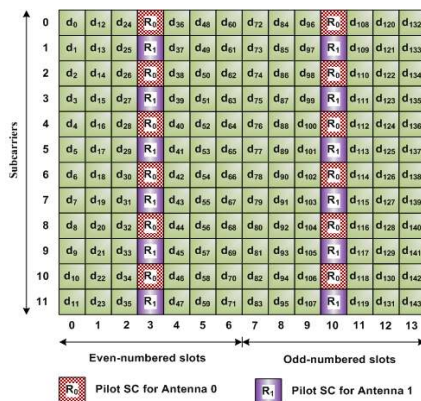 0 d0 d12 d24 R0 d36 d48 d60 d72 d84 d96 R0 d108 d120 d132
1 d1 d13 d25 R1 d37 d49 d61 d73 d85 d97 R1 d109 d121 d133
2 d2 d14 d26 R0 d38 d50 d62 d74 d86 d98 R0 d110 d122 d134
3 d3 d15 d27 R1 d39 d51 d63 d75 d87 d99 R1 d111 d123 d135
4 d4 d16 d28 R0 d40 d52 d64 d76 d88 d100 R0 d112 d124 d136
5 d5 d17 d29 R1 d41 d53 d65 d77 d89 d101 R1 d113 d125 d137
6 d6 d18 d30 R0 d42 d54 d66 d78 d90 d102 R0 d114 d126 d138
7 d7 d19 d31 R1 d43 d55 d67 d79 d91 d103 R1 d115 d127 d139
8 d8 d20 d32 R0 d44 d56 d68 d80 d92 d104 R0 d116 d128 d140
9 d9 d21 d33 R1 d45 d57 d69 d81 d93 d105 R1 d117 d129 d141
10 d10 d22 d34 R0 d46 d58 d70 d82 d94 d106 R0 d118 d130 d142
11 d11 d23 d35 R1 d47 d59 d71 d83 d95 d107 R1 d119 d131 d143
Subcarriers
0 1 2 3 4 5 6 7 8 9 10 11 12 13
Even-numbered slots Odd-numbered slots
R0 Pilot SC for Antenna 0 R1 Pilot SC for Antenna 1